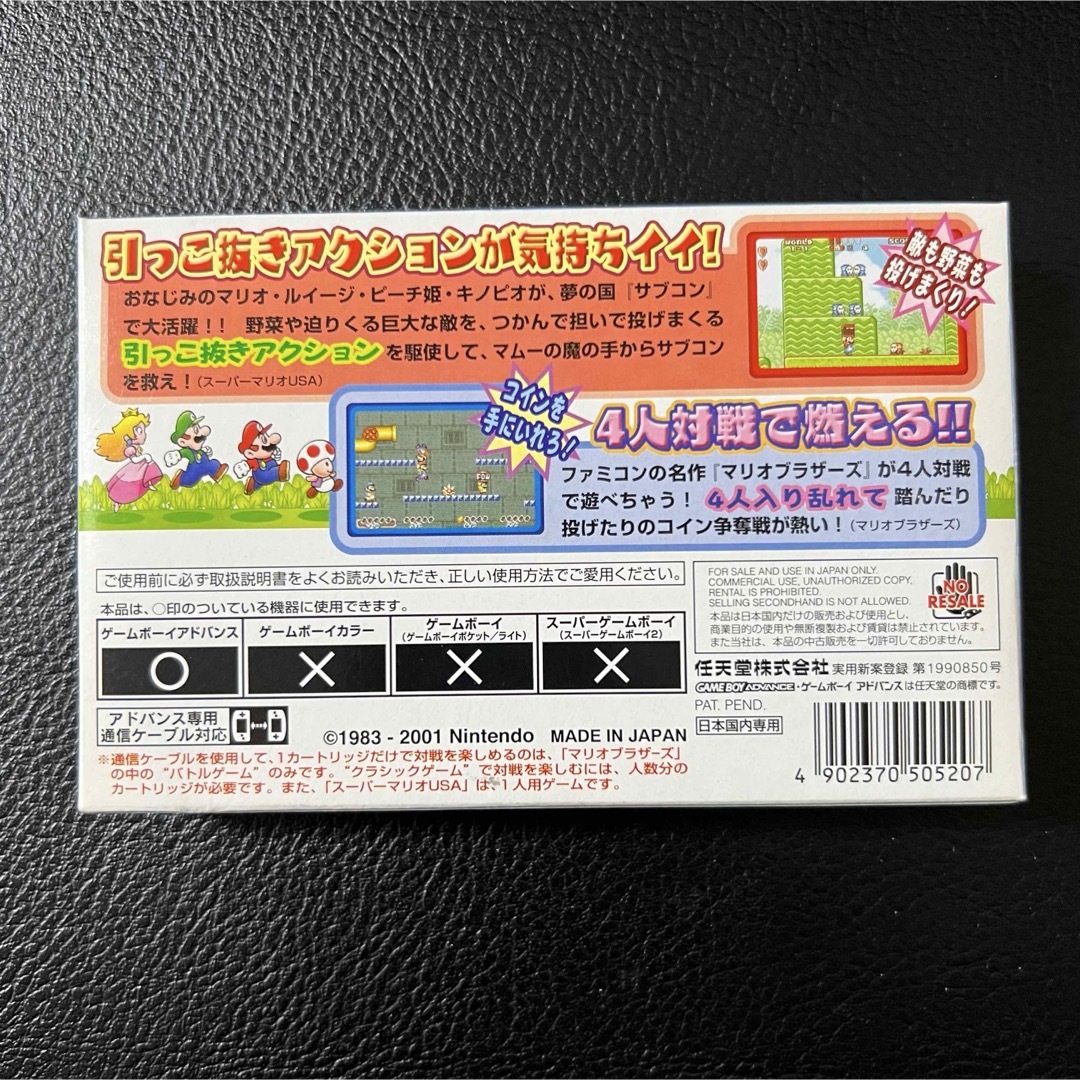 引っこ抜きアクションが気持ちイイ!
おなじみのマリオ・ルイージ・ピーチ姫・キノピオが、夢の国『サブコン』
で大活躍!! 野菜や迫りくる巨大な敵を、つかんで担いで投げまくる
引っこ抜きアクションを駆使して、マムーの魔の手からサブコン
を救え!(スーパーマリオUSA)
敵も野菜も
投げまくり!
コインを
手にいれろ!
4人対戦で燃える!!
ファミコンの名作『マリオブラザーズ』が4人対戦
で遊べちゃう! 4人入り乱れて踏んだり
投げたりのコイン争奪戦が熱い!(マリオブラザーズ)
ご使用前に必ず取扱説明書をよくお読みいただき、正しい使用方法でご愛用ください。
本品は、○印のついている機器に使用できます。
ゲームボーイアドバンス
ゲームボーイカラー
ゲームボーイ
(ゲームボーイポケット/ライト)
スーパーゲームボーイ
(スーパーゲームボーイ2)
○ × × ×
アドバンス専用
通信ケーブル対応
©1983 - 2001 Nintendo MADE IN JAPAN
※通信ケーブルを使用して、1カートリッジだけで対戦を楽しめるのは、「マリオブラザーズ」
の中の"バトルゲーム"のみです。"クラシックゲーム"で対戦を楽しむには、人数分の
カートリッジが必要です。また、「スーパーマリオUSA」は、1人用ゲームです。
FOR SALE AND USE IN JAPAN ONLY.
COMMERCIAL USE, UNAUTHORIZED COPY,
RENTAL IS PROHIBITED.
SELLING SECONDHAND IS NOT ALLOWED.
NO
RESALE
本品は日本国内だけの販売および使用とし、
商業目的の使用や無断複製および賃貸は禁止されています。
また当社は、本品の中古販売を一切許可しておりません。
任天堂株式会社 実用新案登録 第1990850号
GAME BOY ADVANCE・ゲームボーイ アドバンスは任天堂の商標です。
PAT. PEND.
日本国内専用
4 902370 505207